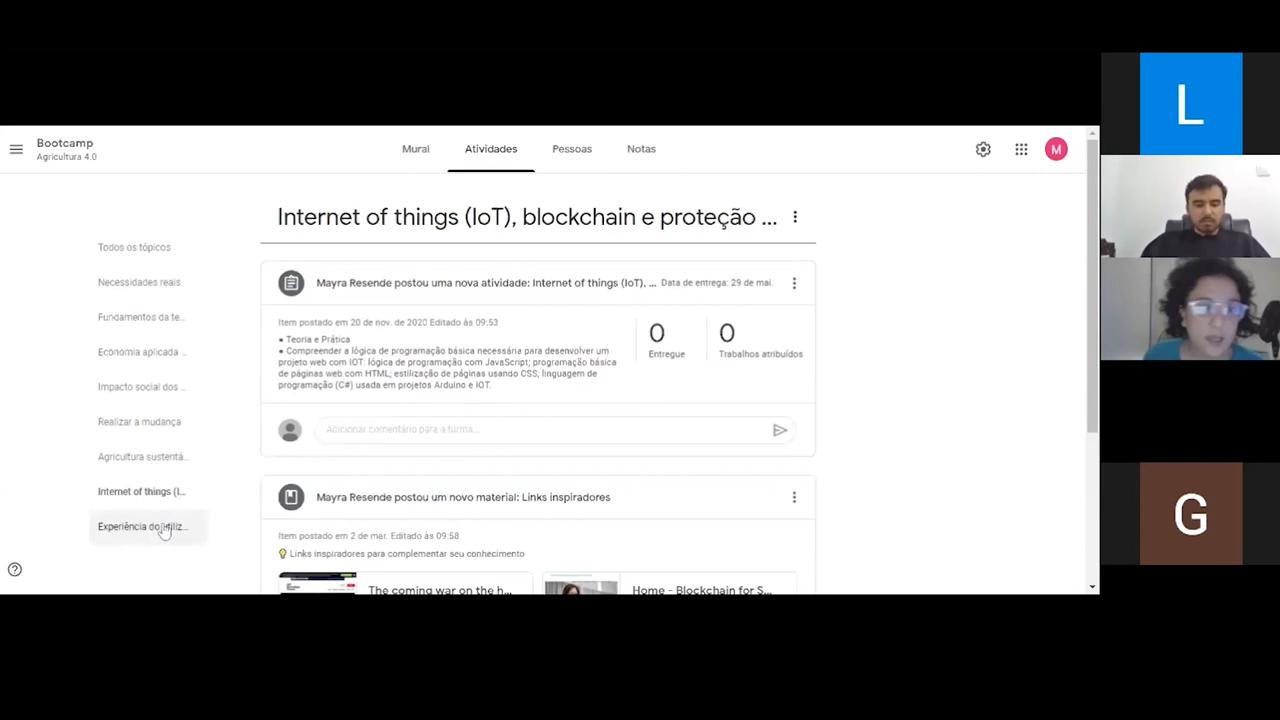 Bootcamp
Agricultura 4.0
Mural
Atividades
Pessoas
Notas
M
Internet of things (IoT), blockchain e proteção ...
Todos os tópicos
Necessidades reais
Fundamentos da te...
Economia aplicada ...
Impacto social dos ...
Realizar a mudança
Agricultura sustentá...
Internet of things (I...
Experiência do utiliz...
Mayra Resende postou uma nova atividade: Internet of things (IoT), ...
Data de entrega: 29 de mai.
Item postado em 20 de nov. de 2020 Editado às 09:53
• Teoria e Prática
• Compreender a lógica de programação básica necessária para desenvolver um
projeto web com IOT: lógica de programação com JavaScript; programação básica
de páginas web com HTML; estilização de páginas usando CSS; linguagem de
programação (C#) usada em projetos Arduino e IOT.
0
Entregue
0
Trabalhos atribuídos
Adicionar comentário para a turma...
Mayra Resende postou um novo material: Links inspiradores
Item postado em 2 de mar. Editado às 09:58
💡 Links inspiradores para complementar seu conhecimento
The coming war on the h...
Home - Blockchain for S...
L
G